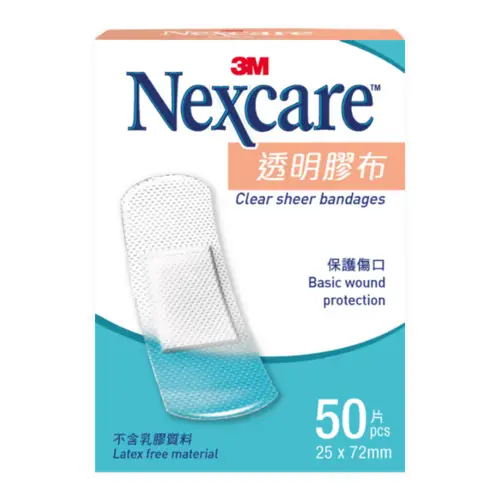 3M
Nexcare™
透明膠布
Clear sheer bandages
保護傷口
Basic wound
protection
50片
pcs
25 x 72mm
不含乳膠質料
Latex free material